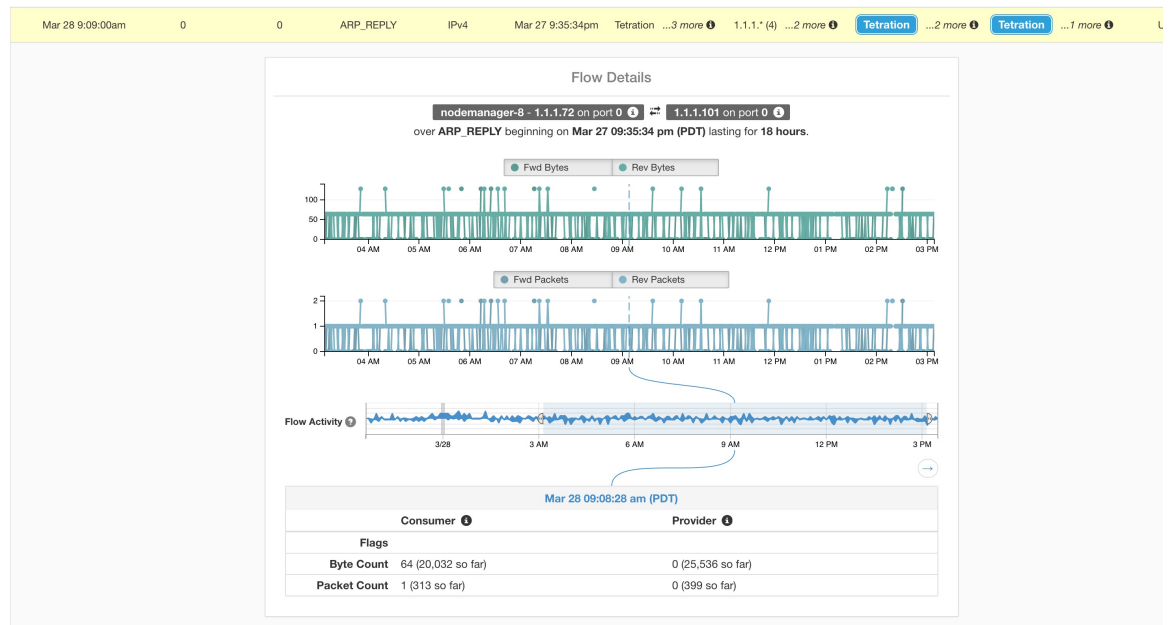 Mar 28 9:09:00am 0 0 ARP_REPLY IPv4 Mar 27 9:35:34pm Tetration ...3 more 1.1.1.* (4) ...2 more Tetration ...2 more Tetration ...1 more U
Flow Details
nodemanager-8 - 1.1.1.72 on port 0 1.1.1.101 on port 0
over ARP_REPLY beginning on Mar 27 09:35:34 pm (PDT) lasting for 18 hours.
Fwd Bytes Rev Bytes
100
50
0
04 AM 05 AM 06 AM 07 AM 08 AM 09 AM 10 AM 11 AM 12 PM 01 PM 02 PM 03 PM
Fwd Packets Rev Packets
2
1
0
04 AM 05 AM 06 AM 07 AM 08 AM 09 AM 10 AM 11 AM 12 PM 01 PM 02 PM 03 PM
Flow Activity ?
3/28 3 AM 6 AM 9 AM 12 PM 3 PM
Mar 28 09:08:28 am (PDT)
Consumer Provider
Flags
Byte Count 64 (20,032 so far) 0 (25,536 so far)
Packet Count 1 (313 so far) 0 (399 so far)